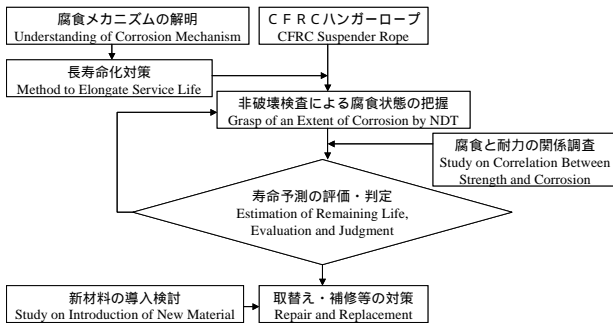 腐食メカニズムの解明
Understanding of Corrosion Mechanism
ＣＦＲＣハンガーロープ
CFRC Suspender Rope
長寿命化対策
Method to Elongate Service Life
非破壊検査による腐食状態の把握
Grasp of an Extent of Corrosion by NDT
腐食と耐力の関係調査
Study on Correlation Between
Strength and Corrosion
寿命予測の評価・判定
Estimation of Remaining Life,
Evaluation and Judgment
新材料の導入検討
Study on Introduction of New Material
取替え・補修等の対策
Repair and Replacement